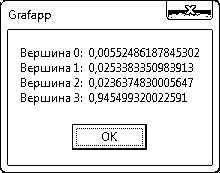 Grafapp
Вершина 0: 0,00552486187845302
Вершина 1: 0,0253383350983913
Вершина 2: 0,0236374830005647
Вершина 3: 0,945499320022591
OK